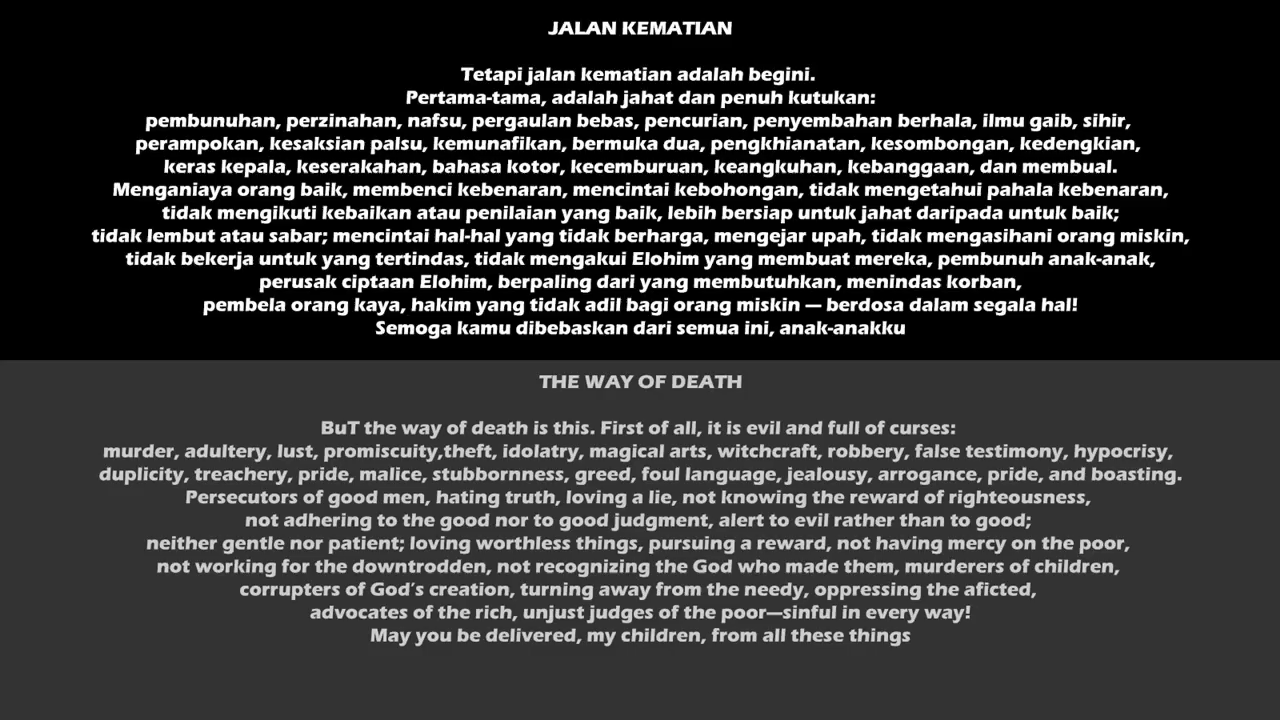 JALAN KEMATIAN
Tetapi jalan kematian adalah begini.
Pertama-tama, adalah jahat dan penuh kutukan:
pembunuhan, perzinahan, nafsu, pergaulan bebas, pencurian, penyembahan berhala, ilmu gaib, sihir,
perampokan, kesaksian palsu, kemunafikan, bermuka dua, pengkhianatan, kesombongan, kedengkian,
keras kepala, keserakahan, bahasa kotor, kecemburuan, keangkuhan, kebanggaan, dan membual.
Menganiaya orang baik, membenci kebenaran, mencintai kebohongan, tidak mengetahui pahala kebenaran,
tidak mengikuti kebaikan atau penilaian yang baik, lebih bersiap untuk jahat daripada untuk baik;
tidak lembut atau sabar; mencintai hal-hal yang tidak berharga, mengejar upah, tidak mengasihani orang miskin,
tidak bekerja untuk yang tertindas, tidak mengakui Elohim yang membuat mereka, pembunuh anak-anak,
perusak ciptaan Elohim, berpaling dari yang membutuhkan, menindas korban,
pembela orang kaya, hakim yang tidak adil bagi orang miskin — berdosa dalam segala hal!
Semoga kamu dibebaskan dari semua ini, anak-anakku
THE WAY OF DEATH
BuT the way of death is this. First of all, it is evil and full of curses:
murder, adultery, lust, promiscuity,theft, idolatry, magical arts, witchcraft, robbery, false testimony, hypocrisy,
duplicity, treachery, pride, malice, stubbornness, greed, foul language, jealousy, arrogance, pride, and boasting.
Persecutors of good men, hating truth, loving a lie, not knowing the reward of righteousness,
not adhering to the good nor to good judgment, alert to evil rather than to good;
neither gentle nor patient; loving worthless things, pursuing a reward, not having mercy on the poor,
not working for the downtrodden, not recognizing the God who made them, murderers of children,
corrupters of God's creation, turning away from the needy, oppressing the aficted,
advocates of the rich, unjust judges of the poor—sinful in every way!
May you be delivered, my children, from all these things